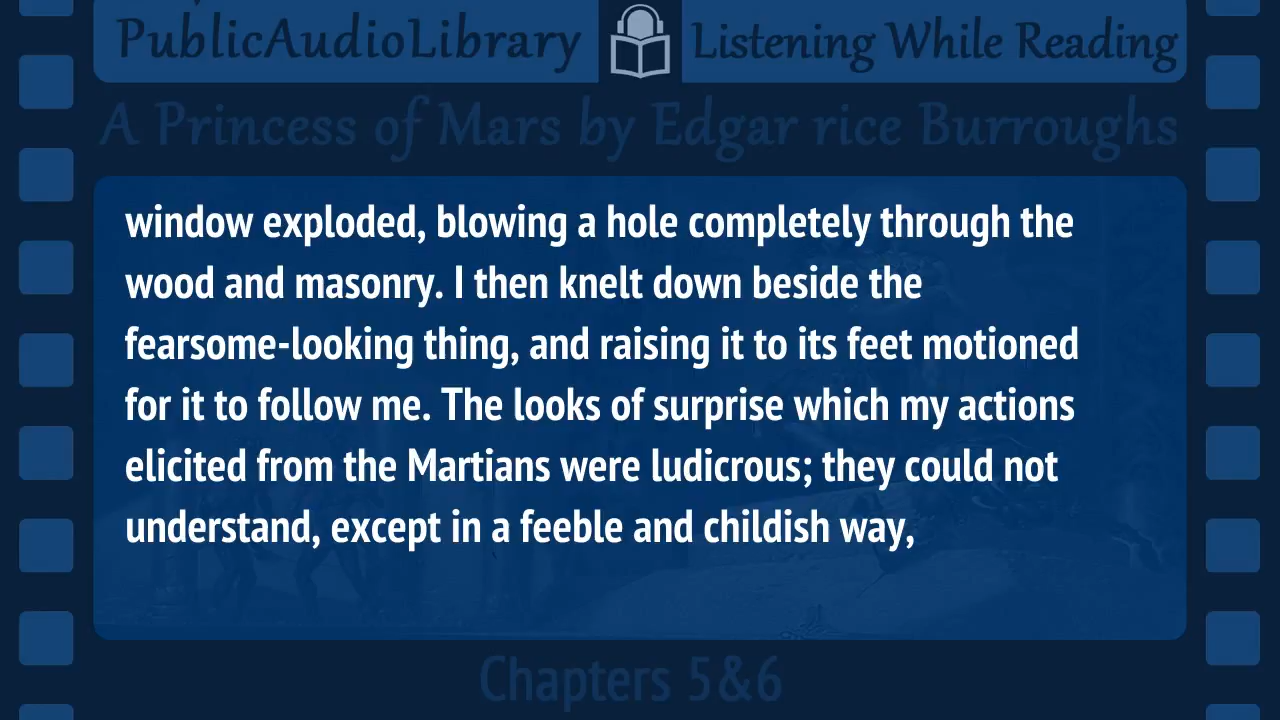 PublicAudioLibrary Listening While Reading
A Princess of Mars by Edgar rice Burroughs
window exploded, blowing a hole completely through the
wood and masonry. I then knelt down beside the
fearsome-looking thing, and raising it to its feet motioned
for it to follow me. The looks of surprise which my actions
elicited from the Martians were ludicrous; they could not
understand, except in a feeble and childish way,
Chapters 5&6